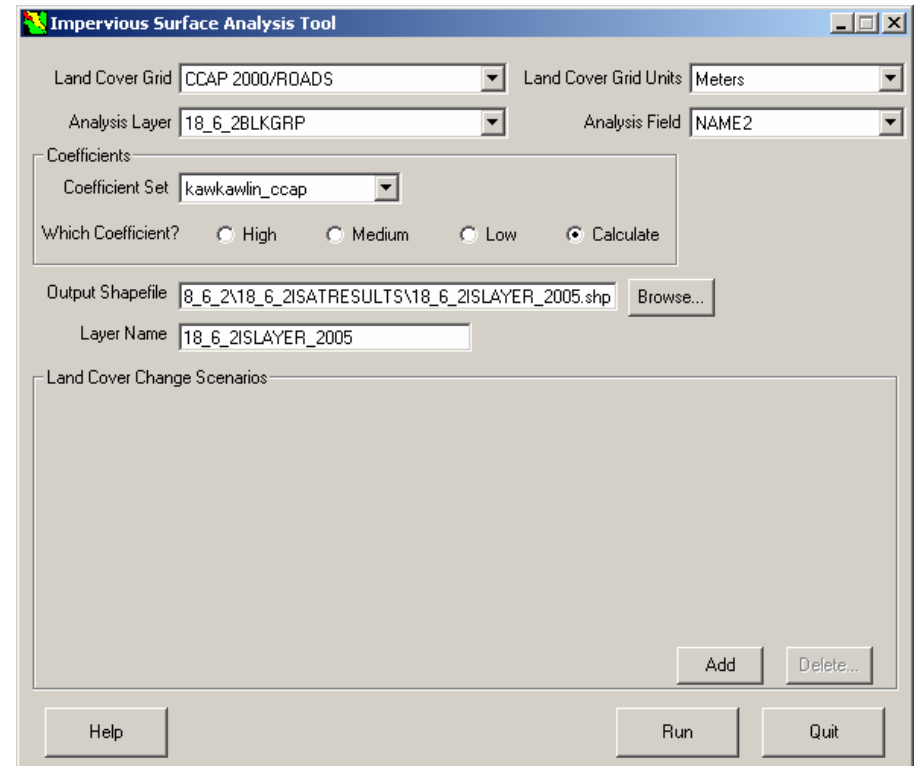 Impervious Surface Analysis Tool
Land Cover Grid CCAP 2000/ROADS Land Cover Grid Units Meters
Analysis Layer 18_6_2BLKGRP Analysis Field NAME2
Coefficients
Coefficient Set kawkawlin_ccap
Which Coefficient? High Medium Low Calculate
Output Shapefile 8_6_2\18_6_2ISATRESULTS\18_6_2ISLAYER_2005.shp Browse...
Layer Name 18_6_2ISLAYER_2005
Land Cover Change Scenarios
Add Delete...
Help Run Quit